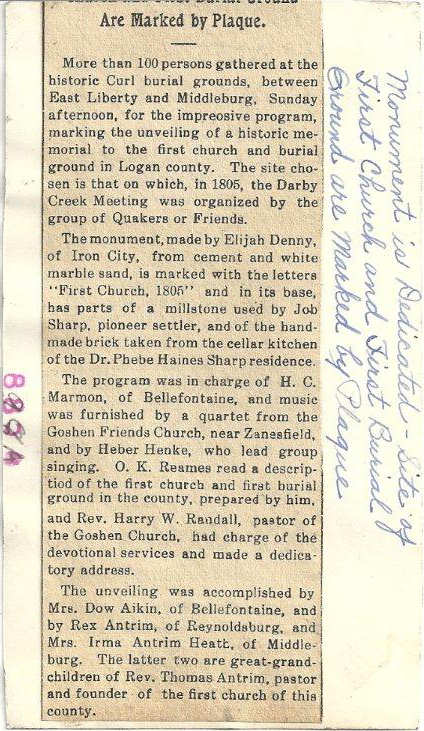 Are Marked by Plaque.
More than 100 persons gathered at the
historic Curl burial grounds, between
East Liberty and Middleburg, Sunday
afternoon, for the impreosive program,
marking the unveiling of a historic me-
morial to the first church and burial
ground in Logan county. The site cho-
sen is that on which, in 1805, the Darby
Creek Meeting was organized by the
group of Quakers or Friends.
The monument, made by Elijah Denny,
of Iron City, from cement and white
marble sand, is marked with the letters
"First Church, 1805" and in its base,
has parts of a millstone used by Job
Sharp, pioneer settler, and of the hand-
made brick taken from the cellar kitchen
of the Dr. Phebe Haines Sharp residence.
The program was in charge of H. C.
Marmon, of Bellefontaine, and music
was furnished by a quartet from the
Goshen Friends Church, near Zanesfield,
and by Heber Henke, who lead group
singing. O. K. Reames read a descrip-
tiod of the first church and first burial
ground in the county, prepared by him,
and Rev. Harry W. Randall, pastor of
the Goshen Church, had charge of the
devotional services and made a dedica-
tory address.
The unveiling was accomplished by
Mrs. Dow Aikin, of Bellefontaine, and
by Rex Antrim, of Reynoldsburg, and
Mrs. Irma Antrim Heath, of Middle-
burg. The latter two are great-grand-
children of Rev. Thomas Antrim, pastor
and founder of the first church of this
county.
Monument is Dedicated - Site of
First Church and First Burial
Ground are Marked by Plaque